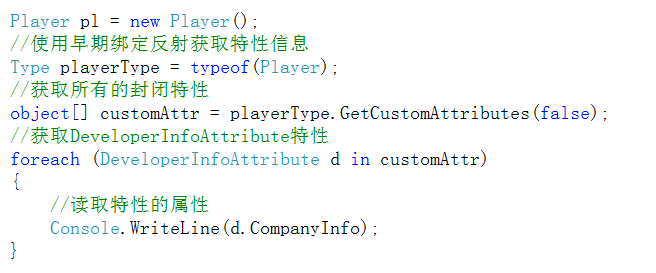 Player pl = new Player();
//使用早期绑定反射获取特性信息
Type playerType = typeof(Player);
//获取所有的封闭特性
object[] customAttr = playerType.GetCustomAttributes(false);
//获取DeveloperInfoAttribute特性
foreach (DeveloperInfoAttribute d in customAttr)
{
    //读取特性的属性
    Console.WriteLine(d.CompanyInfo);
}